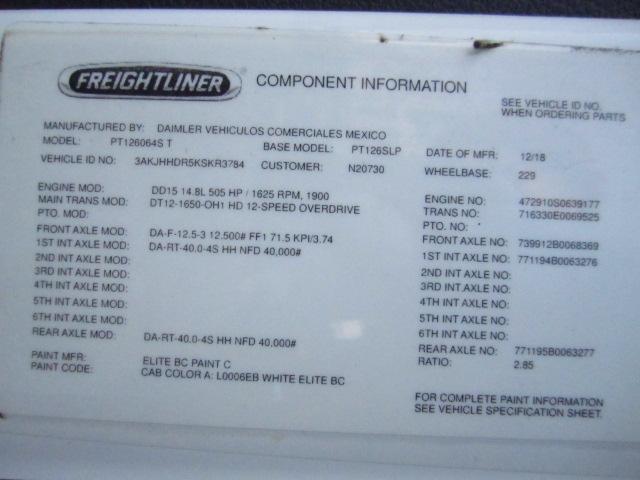 FREIGHTLINER COMPONENT INFORMATION
SEE VEHICLE ID NO.
WHEN ORDERING PARTS
MANUFACTURED BY: DAIMLER VEHICULOS COMERCIALES MEXICO
MODEL: PT126064S T BASE MODEL: PT126SLP DATE OF MFR: 12/18
VEHICLE ID NO: 3AKJHHDR5KSKR3784 CUSTOMER: N20730 WHEELBASE: 229
ENGINE MOD: DD15 14.8L 505 HP / 1625 RPM, 1900 ENGINE NO: 472910S0639177
MAIN TRANS MOD: DT12-1650-OH1 HD 12-SPEED OVERDRIVE TRANS NO: 716330E0069525
PTO. MOD: PTO. NO:
FRONT AXLE MOD: DA-F-12.5-3 12,500# FF1 71.5 KPI/3.74 FRONT AXLE NO: 739912B0068369
1ST INT AXLE MOD: DA-RT-40.0-4S HH NFD 40,000# 1ST INT AXLE NO: 771194B0063276
2ND INT AXLE MOD: 2ND INT AXLE NO:
3RD INT AXLE MOD: 3RD INT AXLE NO:
4TH INT AXLE MOD: 4TH INT AXLE NO:
5TH INT AXLE MOD: 5TH INT AXLE NO:
6TH INT AXLE MOD: 6TH INT AXLE NO:
REAR AXLE MOD: DA-RT-40.0-4S HH NFD 40,000# REAR AXLE NO: 771195B0063277
PAINT MFR: ELITE BC PAINT C RATIO: 2.85
PAINT CODE: CAB COLOR A: L0006EB WHITE ELITE BC
FOR COMPLETE PAINT INFORMATION
SEE VEHICLE SPECIFICATION SHEET.